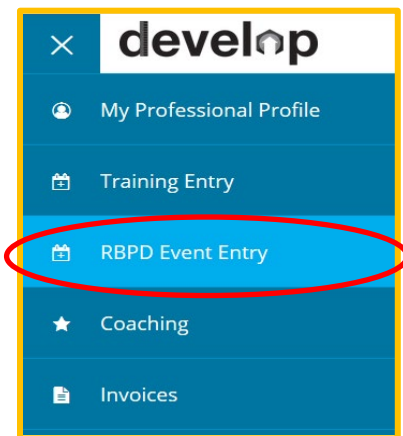 develop
My Professional Profile
Training Entry
RBPD Event Entry
Coaching
Invoices